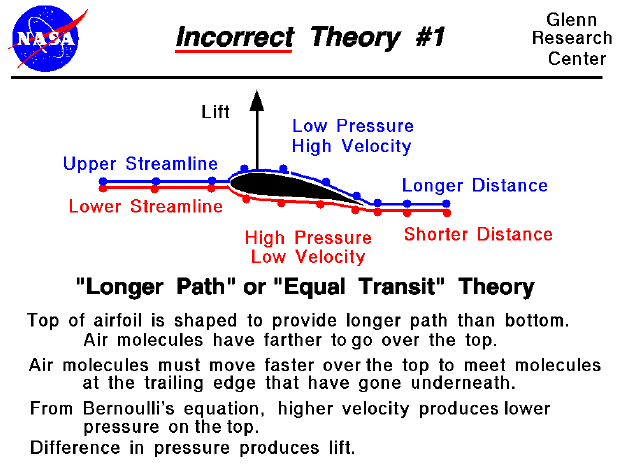 NASA
Incorrect Theory #1
Glenn
Research
Center
Lift
Low Pressure
High Velocity
Upper Streamline
Longer Distance
Lower Streamline
Shorter Distance
High Pressure
Low Velocity
"Longer Path" or "Equal Transit" Theory
Top of airfoil is shaped to provide longer path than bottom.
Air molecules have farther to go over the top.
Air molecules must move faster over the top to meet molecules
at the trailing edge that have gone underneath.
From Bernoulli's equation, higher velocity produces lower
pressure on the top.
Difference in pressure produces lift.